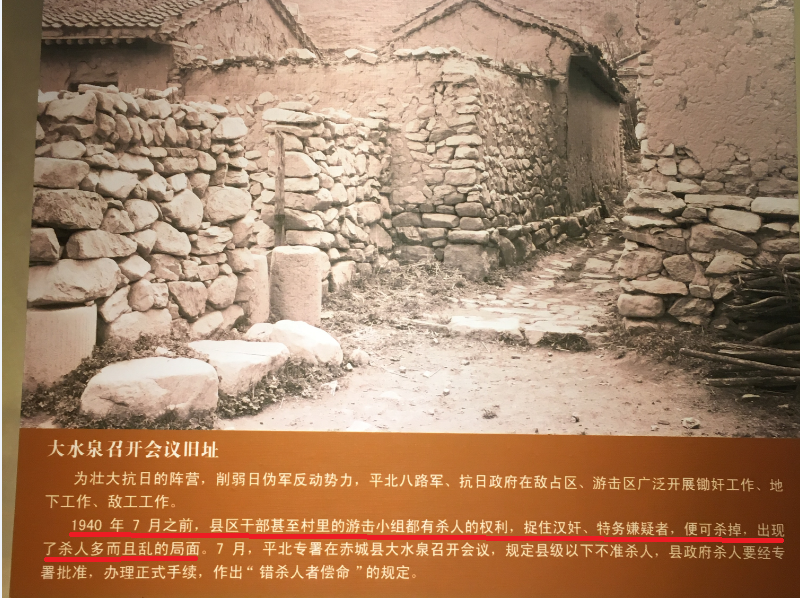 大水泉召开会议旧址
为壮大抗日的阵营，削弱日伪军反动势力，平北八路军、抗日政府在敌占区、游击区广泛开展锄奸工作、地
下工作、敌工工作。
1940 年 7 月之前，县区干部甚至村里的游击小组都有杀人的权利，捉住汉奸、特务嫌疑者，便可杀掉，出现
了杀人多而且乱的局面。7 月，平北专署在赤城县大水泉召开会议，规定县级以下不准杀人，县政府杀人要经专
署批准，办理正式手续，作出“错杀人者偿命”的规定。